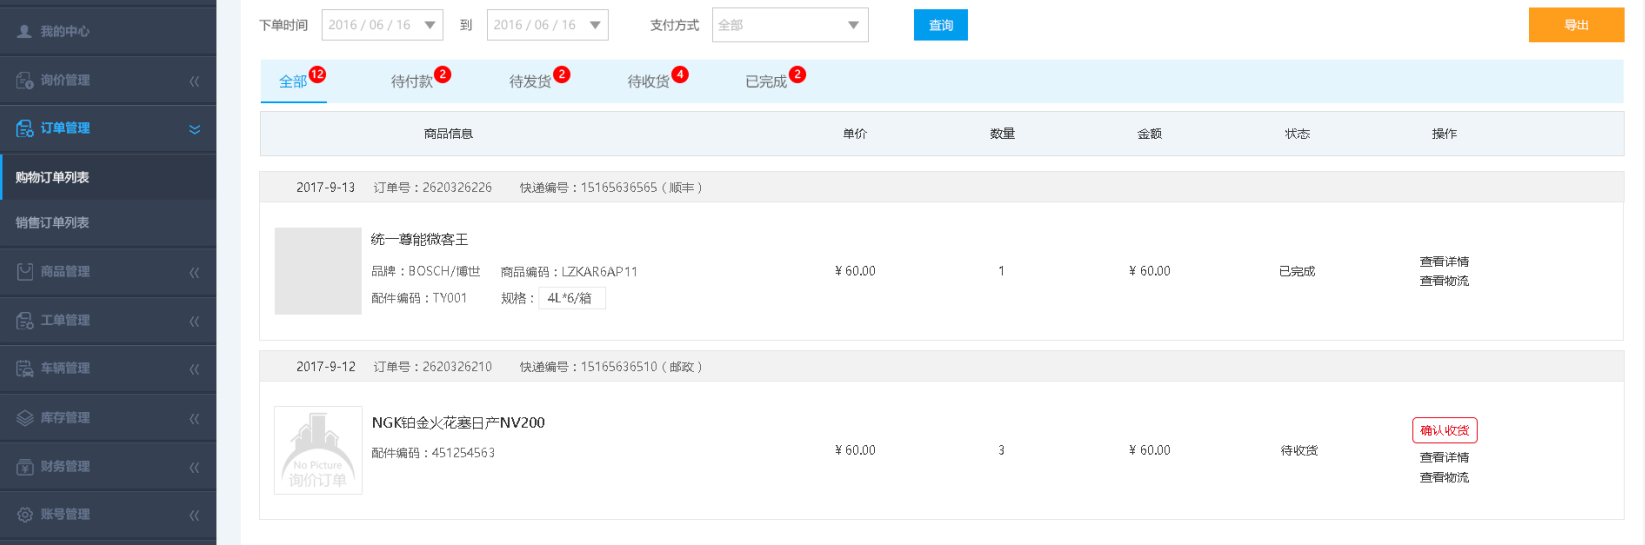 我的中心
询价管理
订单管理
购物订单列表
销售订单列表
商品管理
工单管理
车辆管理
库存管理
财务管理
账号管理
下单时间 2016 / 06 / 16 到 2016 / 06 / 16 支付方式 全部 查询 导出
全部 12 待付款 2 待发货 2 待收货 4 已完成 2
商品信息 单价 数量 金额 状态 操作
2017-9-13 订单号：2620326226 快递编号：15165636565（顺丰）
统一尊能微客王
品牌：BOSCH/博世 商品编码：LZKAR6AP11
配件编码：TY001 规格： 4L*6/箱
¥ 60.00 1 ¥ 60.00 已完成
查看详情
查看物流
2017-9-12 订单号：2620326210 快递编号：15165636510（邮政）
No Picture
询价订单
NGK铂金火花塞日产NV200
配件编码：451254563
¥ 60.00 3 ¥ 60.00 待收货
确认收货
查看详情
查看物流